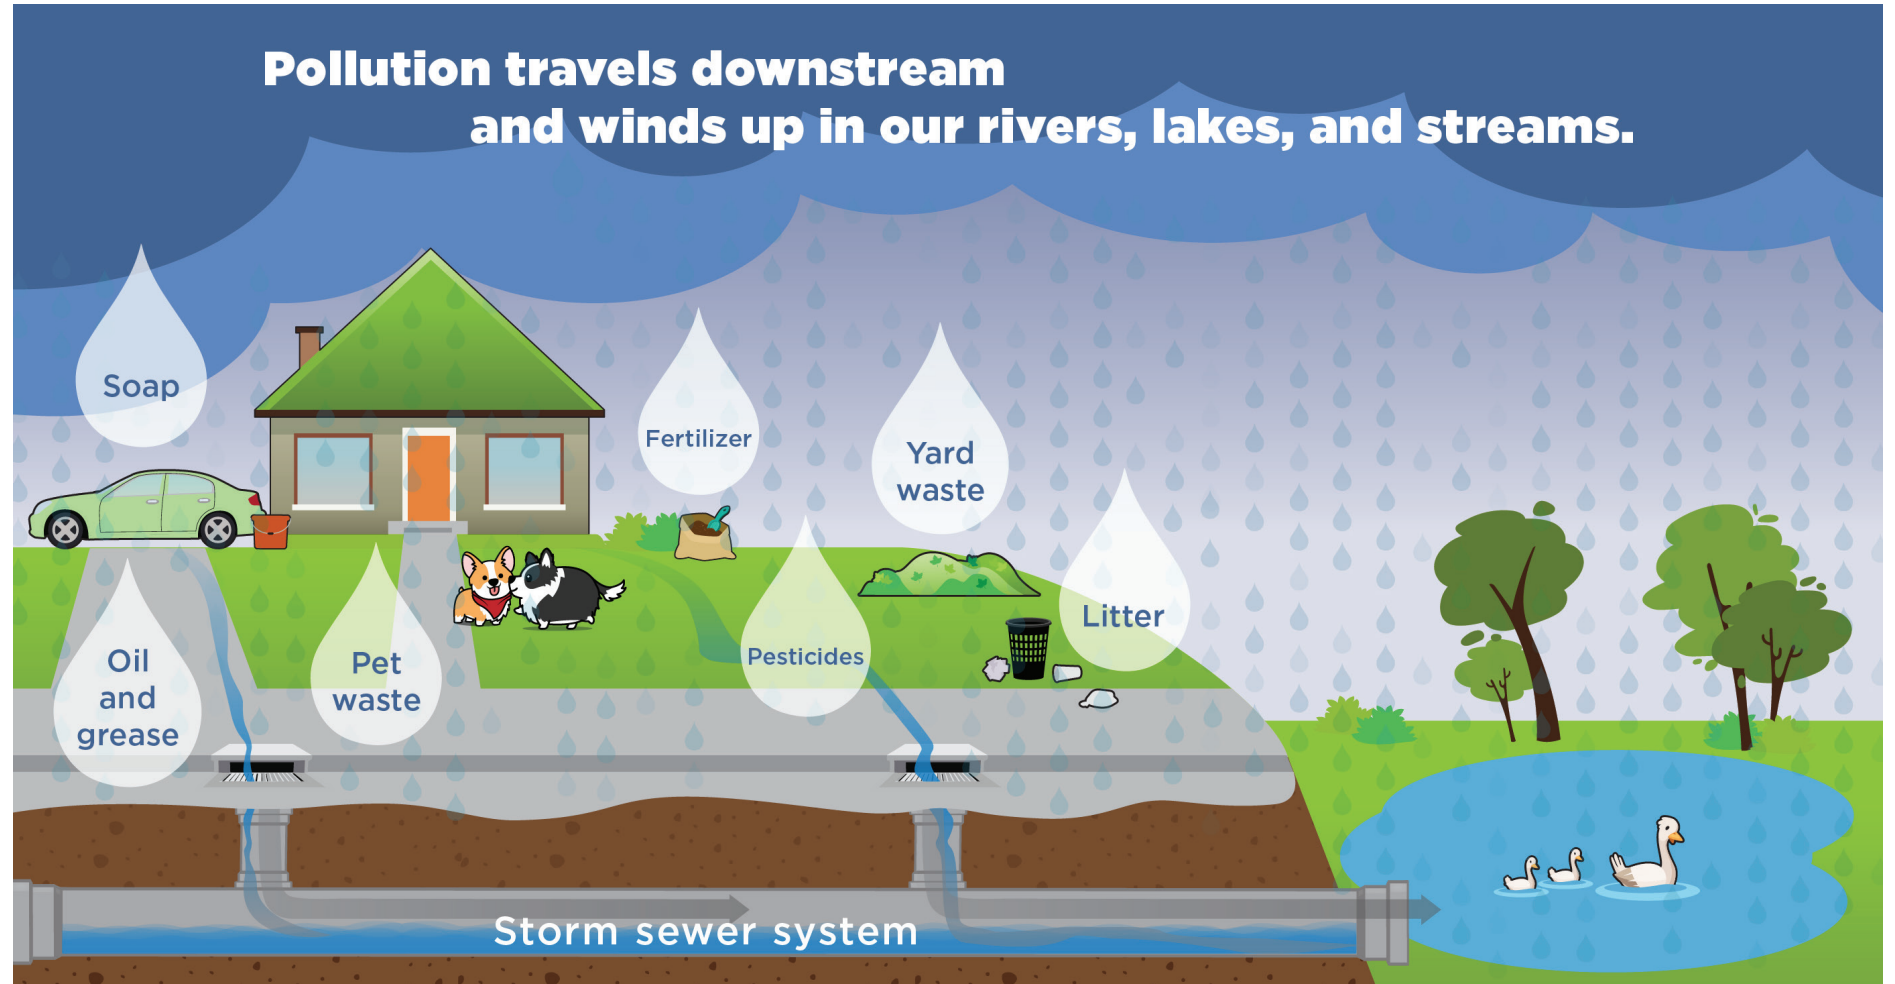 Pollution travels downstream
and winds up in our rivers, lakes, and streams.
Soap
Fertilizer
Yard
waste
Litter
Oil
and
grease
Pet
waste
Pesticides
Storm sewer system